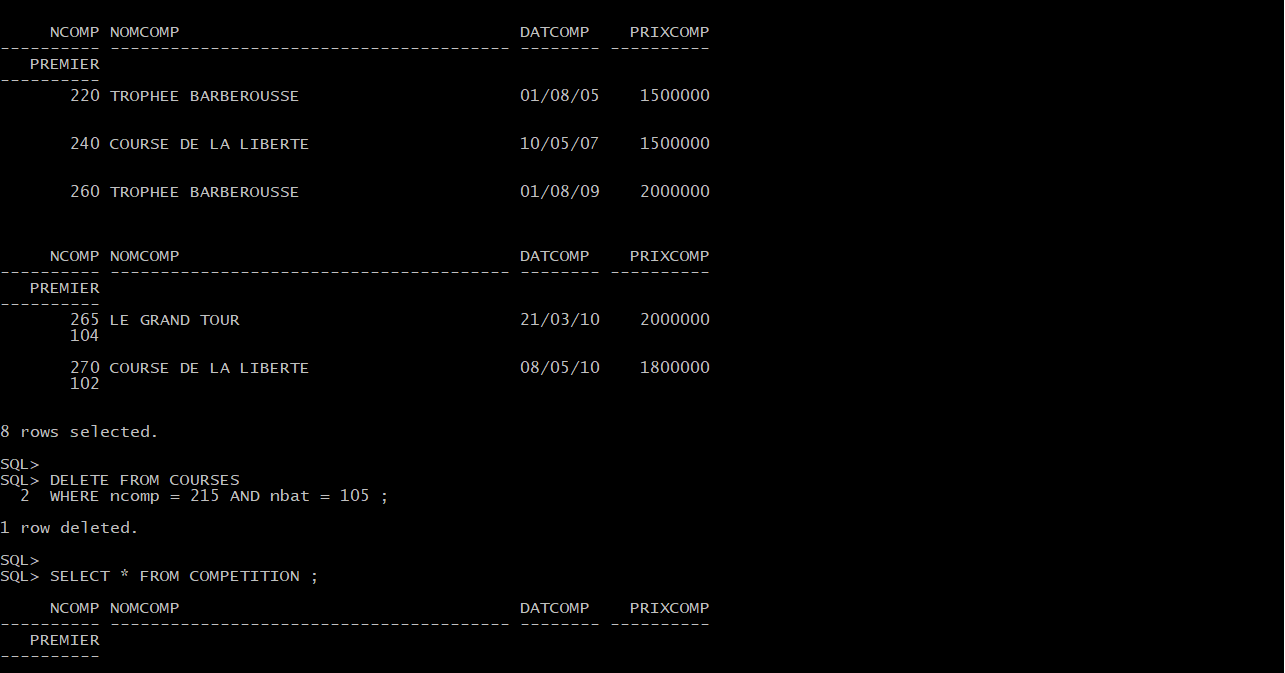 NCOMP NOMCOMP DATCOMP PRIXCOMP
---------- ---------------------------------------- -------- ----------
PREMIER
----------
220 TROPHEE BARBEROUSSE 01/08/05 1500000
240 COURSE DE LA LIBERTE 10/05/07 1500000
260 TROPHEE BARBEROUSSE 01/08/09 2000000
NCOMP NOMCOMP DATCOMP PRIXCOMP
---------- ---------------------------------------- -------- ----------
PREMIER
----------
265 LE GRAND TOUR 21/03/10 2000000
104
270 COURSE DE LA LIBERTE 08/05/10 1800000
102
8 rows selected.
SQL>
SQL> DELETE FROM COURSES
2 WHERE ncomp = 215 AND nbat = 105 ;
1 row deleted.
SQL>
SQL> SELECT * FROM COMPETITION ;
NCOMP NOMCOMP DATCOMP PRIXCOMP
---------- ---------------------------------------- -------- ----------
PREMIER
----------